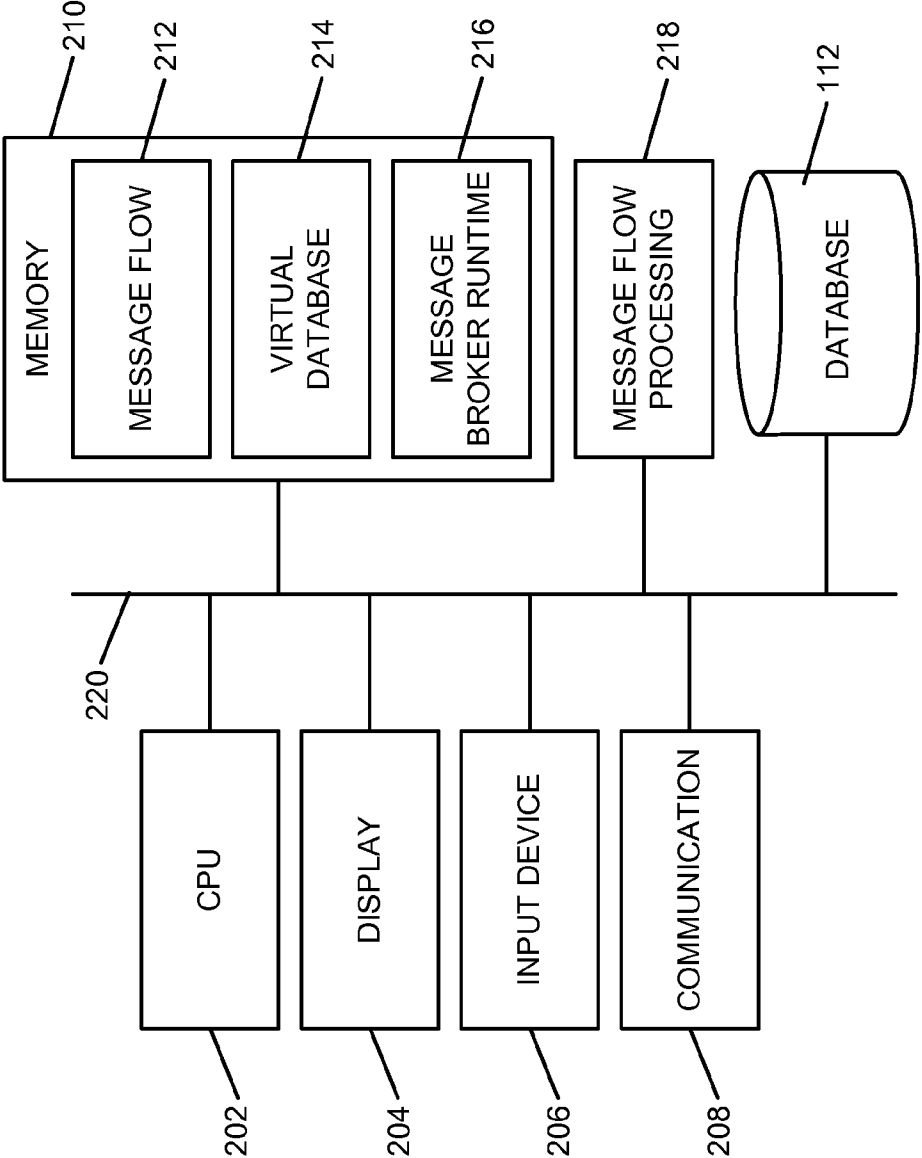 202
CPU
204
DISPLAY
206
INPUT DEVICE
208
COMMUNICATION
220
210
MEMORY
212
MESSAGE FLOW
214
VIRTUAL
DATABASE
216
MESSAGE
BROKER RUNTIME
218
MESSAGE FLOW
PROCESSING
112
DATABASE